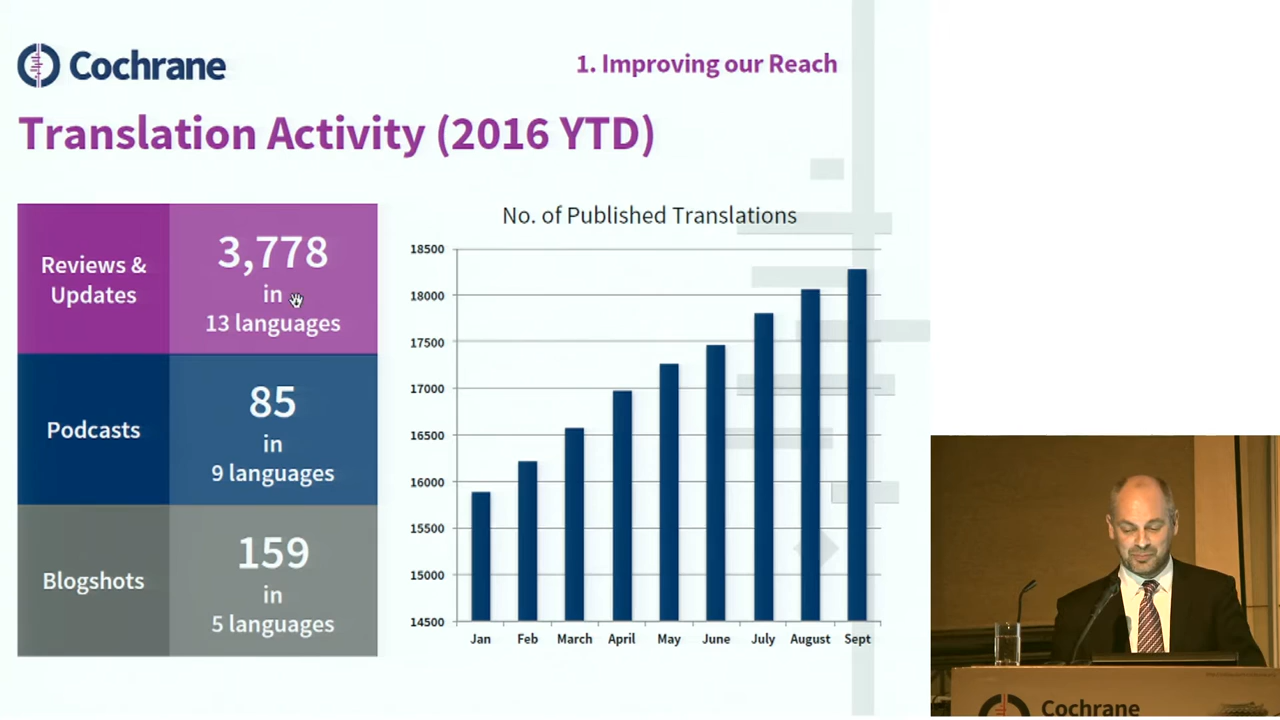 Cochrane
1. Improving our Reach
Translation Activity (2016 YTD)
Reviews &
Updates
3,778
in
13 languages
Podcasts
85
in
9 languages
Blogshots
159
in
5 languages
No. of Published Translations
18500
18000
17500
17000
16500
16000
15500
15000
14500
Jan Feb March April May June July August Sept
Cochrane